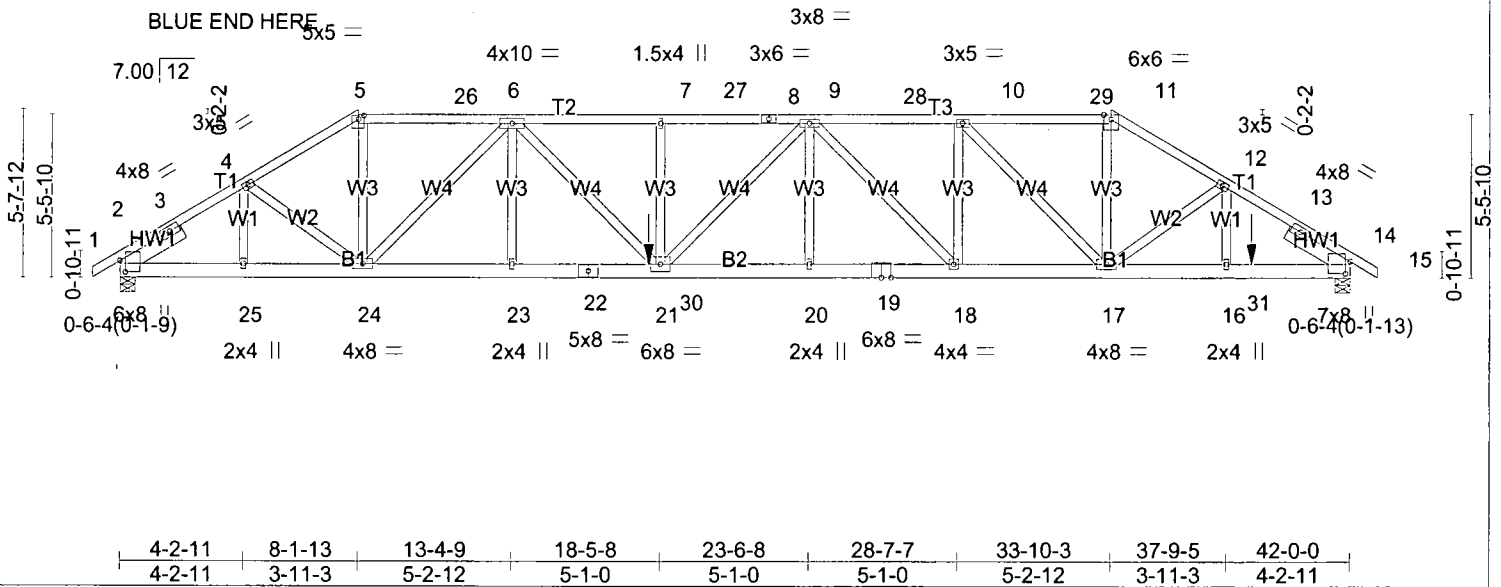 BLUE END HERE
3x8 =
5x5 =
4x10 =
1.5x4 ||
3x6 =
3x5 =
6x6 =
7.00 12
0-2-2
5
26
6
T2
7
27
8
9
28
T3
10
29
11
0-2-2
3x5
3x5
4x8
4
T1
12
T1
4x8
5-7-12
5-5-10
2
3
W3
W4
W3
W4
W3
W4
W3
W4
W3
W4
W3
13
5-5-10
W1
W2
W2
W1
1
HW1
HW1
14
0-10-11
B1
B2
B1
15
0-10-11
6x8 ||
0-6-4(0-1-9)
25
24
23
22
21
30
20
19
18
17
16
31
7x8 ||
0-6-4(0-1-13)
2x4 ||
4x8 =
2x4 ||
5x8 =
6x8 =
2x4 ||
6x8 =
4x4 =
4x8 =
2x4 ||
4-2-11 8-1-13 13-4-9 18-5-8 23-6-8 28-7-7 33-10-3 37-9-5 42-0-0
4-2-11 3-11-3 5-2-12 5-1-0 5-1-0 5-1-0 5-2-12 3-11-3 4-2-11